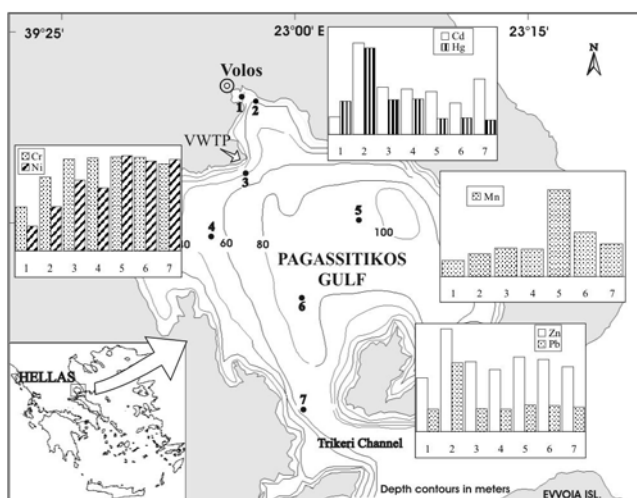 39°25' 23°00' E 23°15'
N
Volos
1 2
VWTP
3
4
5
6
7
40 60 80 100
PAGASSITIKOS
GULF
Trikeri Channel
Depth contours in meters
EVVOIA ISL.
HELLAS
Cd
Hg
1 2 3 4 5 6 7
Cr
Ni
1 2 3 4 5 6 7
Mn
1 2 3 4 5 6 7
Zn
Pb
1 2 3 4 5 6 7